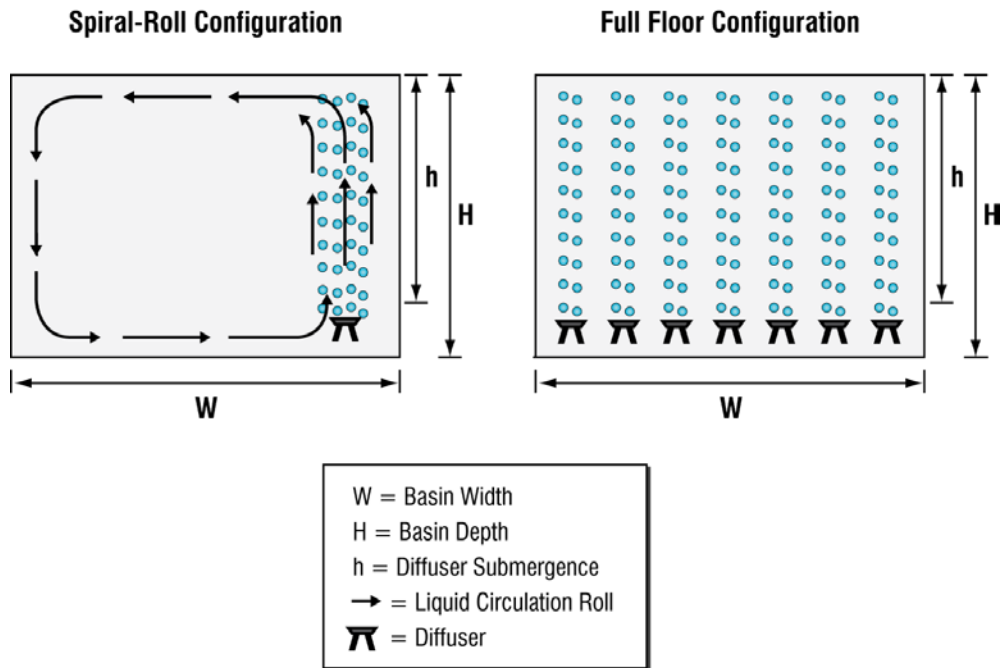 Spiral-Roll Configuration
Full Floor Configuration
h
H
h
H
W
W
W = Basin Width
H = Basin Depth
h = Diffuser Submergence
= Liquid Circulation Roll
= Diffuser